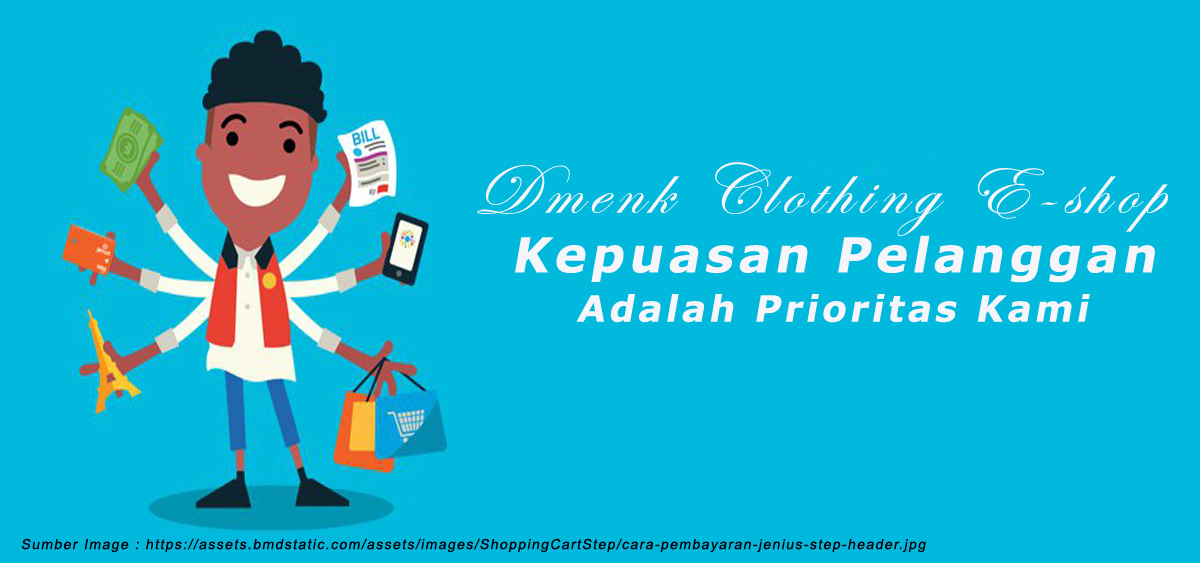 BILL
Rp
Dmenk Clothing E-shop
Kepuasan Pelanggan
Adalah Prioritas Kami
Sumber Image : https://assets.bmdstatic.com/assets/images/ShoppingCartStep/cara-pembayaran-jenius-step-header.jpg